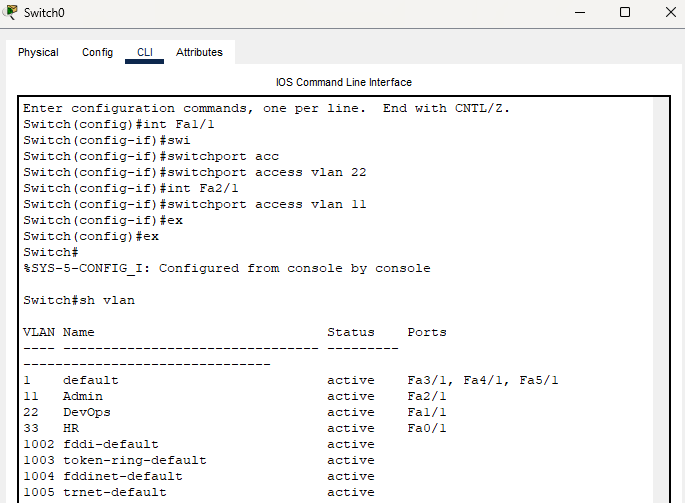 Switch0
Physical Config CLI Attributes
IOS Command Line Interface
Enter configuration commands, one per line.  End with CNTL/Z.
Switch(config)#int Fa1/1
Switch(config-if)#swi
Switch(config-if)#switchport acc
Switch(config-if)#switchport access vlan 22
Switch(config-if)#int Fa2/1
Switch(config-if)#switchport access vlan 11
Switch(config-if)#ex
Switch(config)#ex
Switch#
%SYS-5-CONFIG_I: Configured from console by console
Switch#sh vlan
VLAN Name                             Status    Ports
---- -------------------------------- ---------
-------------------------------
1    default                          active    Fa3/1, Fa4/1, Fa5/1
11   Admin                            active    Fa2/1
22   DevOps                           active    Fa1/1
33   HR                               active    Fa0/1
1002 fddi-default                     active
1003 token-ring-default               active
1004 fddinet-default                  active
1005 trnet-default                    active